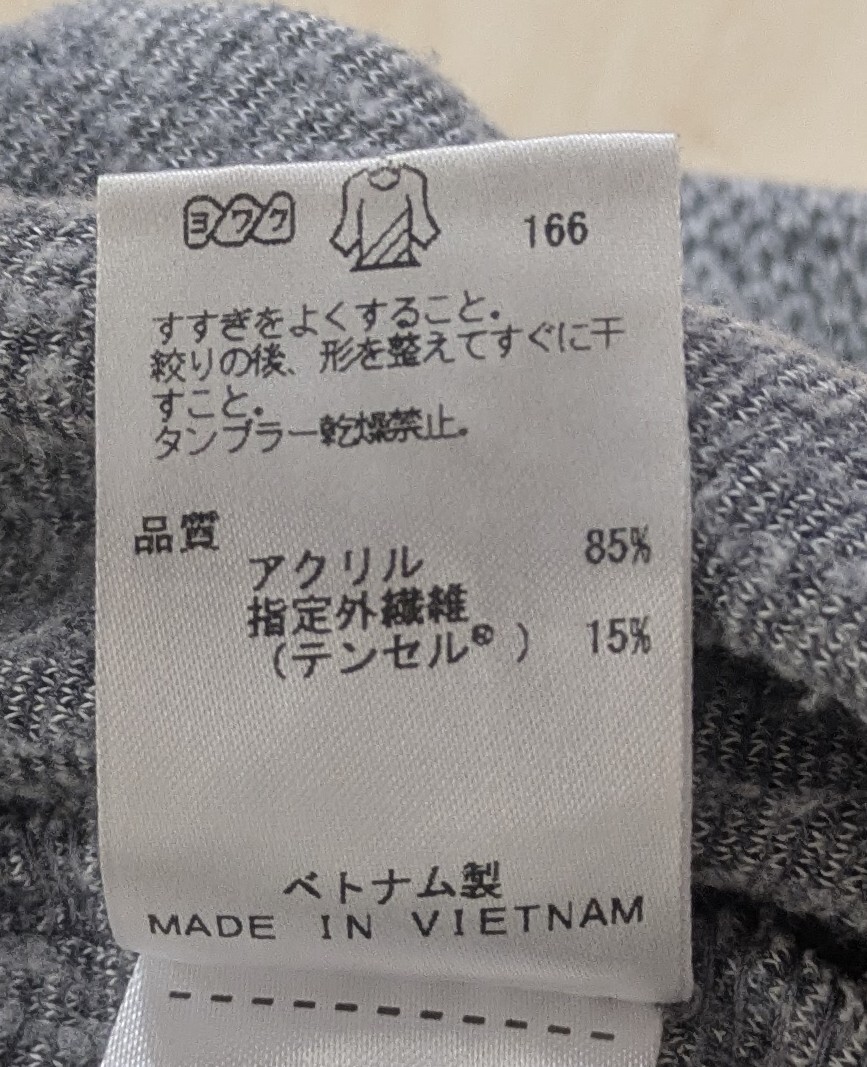 ヨワク 166
すすぎをよくすること。
絞りの後、形を整えてすぐに干
すこと。
タンブラー乾燥禁止。
品質
アクリル 85%
指定外繊維
(テンセル® ) 15%
ベトナム製
MADE IN VIETNAM